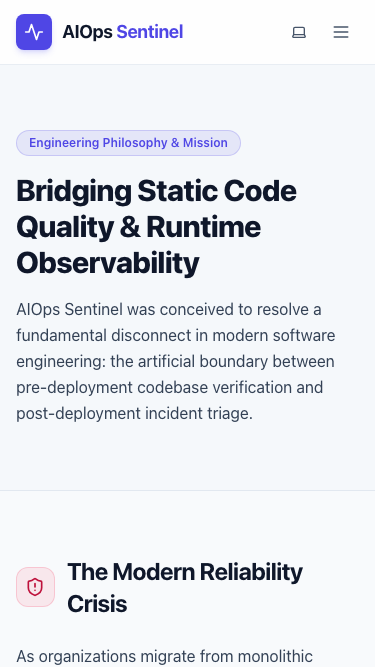 AIOps Sentinel
Engineering Philosophy & Mission
Bridging Static Code
Quality & Runtime
Observability
AIOps Sentinel was conceived to resolve a
fundamental disconnect in modern software
engineering: the artificial boundary between
pre-deployment codebase verification and
post-deployment incident triage.
The Modern Reliability
Crisis
As organizations migrate from monolithic